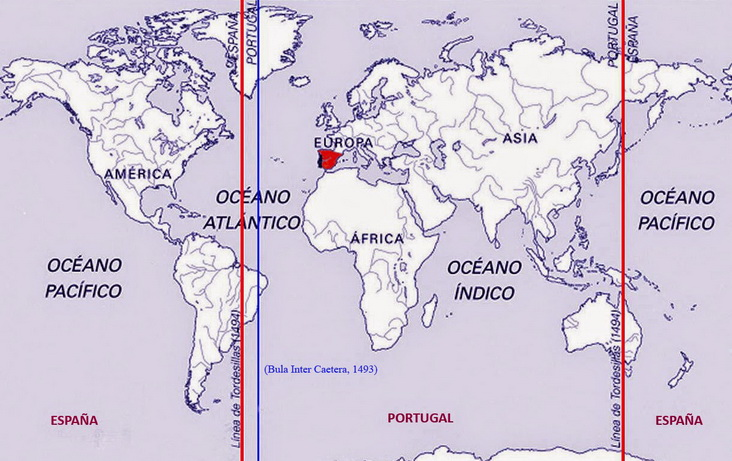 ESPAÑA
PORTUGAL
PORTUGAL
ESPAÑA
EUROPA
ASIA
AMÉRICA
OCÉANO
ATLÁNTICO
OCÉANO
PACÍFICO
ÁFRICA
OCÉANO
PACÍFICO
OCÉANO
ÍNDICO
Línea de Tordesillas (1494)
(Bula Inter Caetera, 1493)
Línea de Tordesillas (1494)
ESPAÑA
PORTUGAL
ESPAÑA